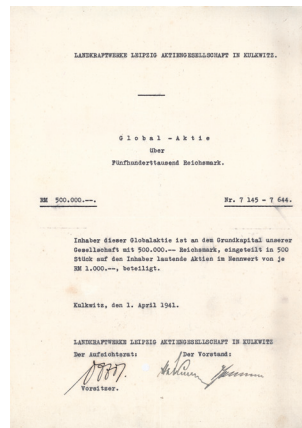 LANDKRAFTWERKE LEIPZIG AKTIENGESELLSCHAFT IN KULKWITZ.
Global-Aktie
über
Fünfhunderttausend Reichsmark.
RM 500.000.--. Nr. 7 145 - 7 644.
Inhaber dieser Globalaktie ist an dem Grundkapital unserer
Gesellschaft mit 500.000.-- Reichsmark, eingeteilt in 500
Stück auf den Inhaber lautende Aktien im Nennwert von je
RM 1.000.--, beteiligt.
Kulkwitz, den 1. April 1941.
LANDKRAFTWERKE LEIPZIG AKTIENGESELLSCHAFT IN KULKWITZ
Der Aufsichtsrat: Der Vorstand:
Vorsitzer.